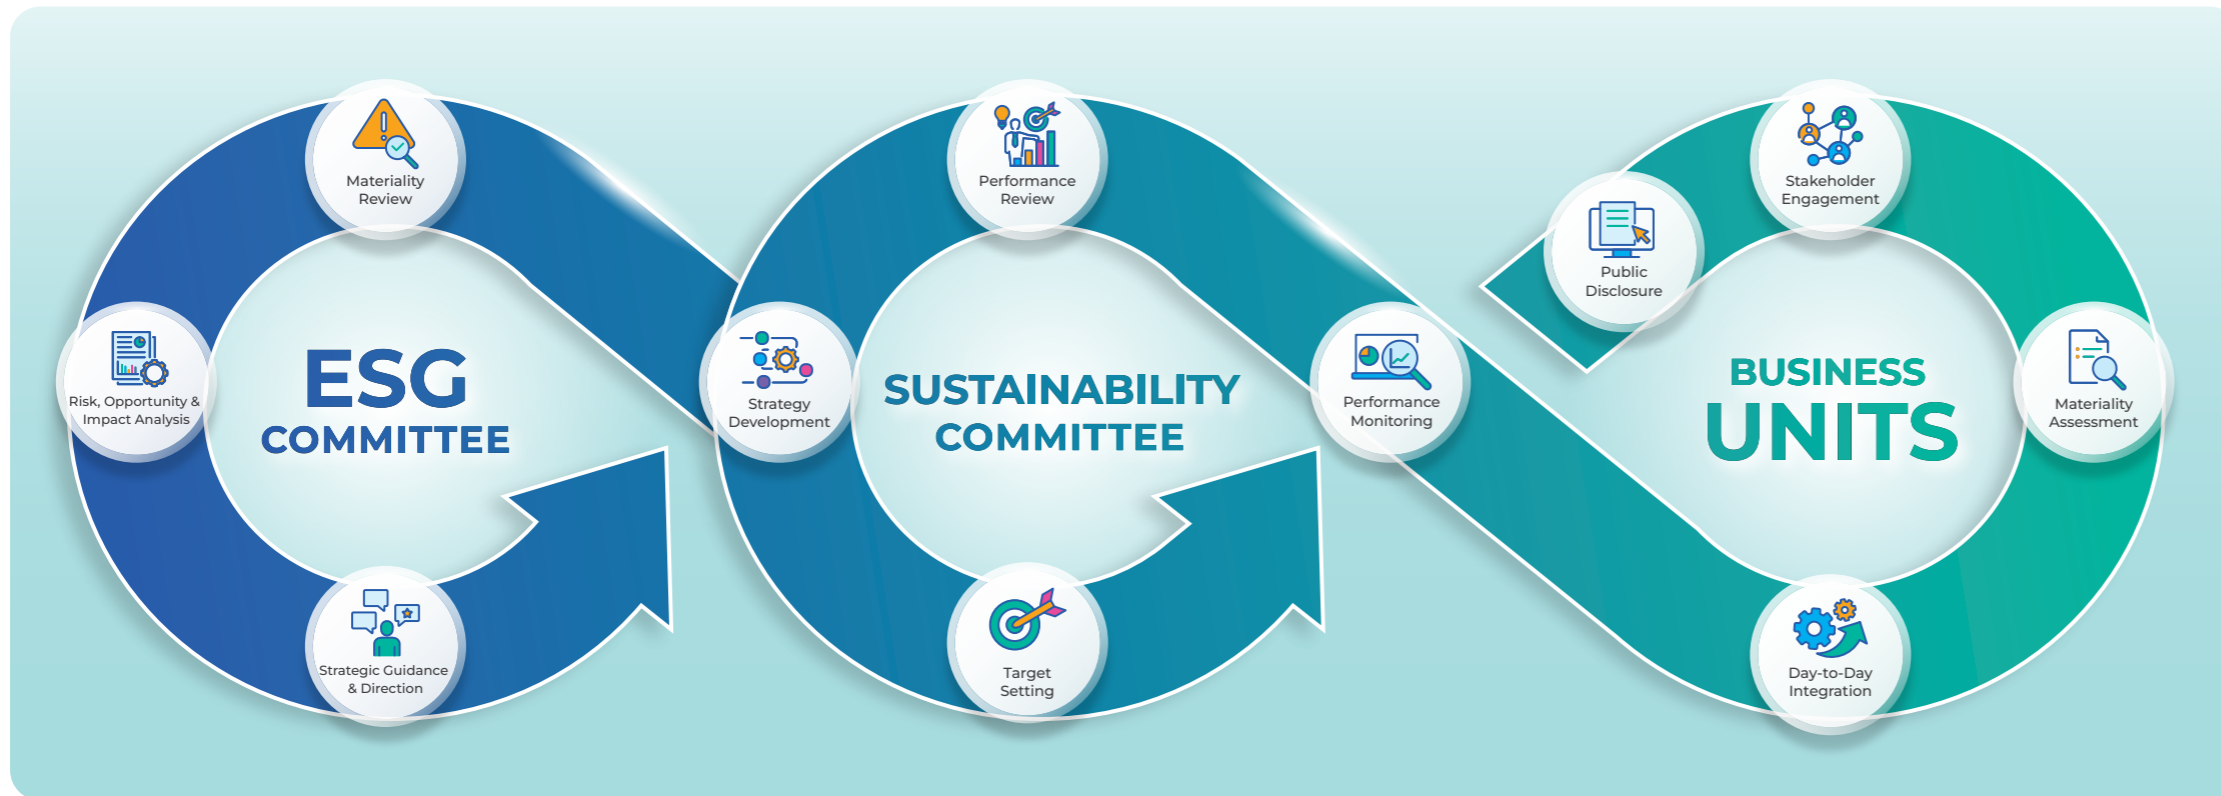 Materiality
Review
Risk, Opportunity &
Impact Analysis
ESG
COMMITTEE
Strategic Guidance
& Direction
Performance
Review
Strategy
Development
SUSTAINABILITY
COMMITTEE
Target
Setting
Performance
Monitoring
Stakeholder
Engagement
Public
Disclosure
BUSINESS
UNITS
Materiality
Assessment
Day-to-Day
Integration